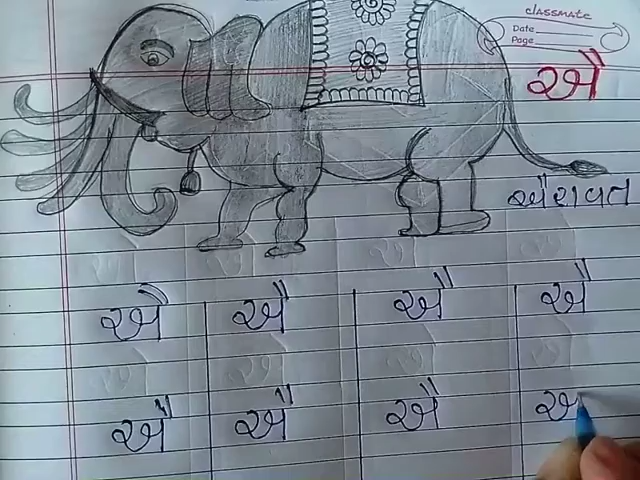 classmate
Date
Page
ઐ
ઐરાવત
ઐ ઐ ઐ ઐ
ઐ ઐ ઐ અ